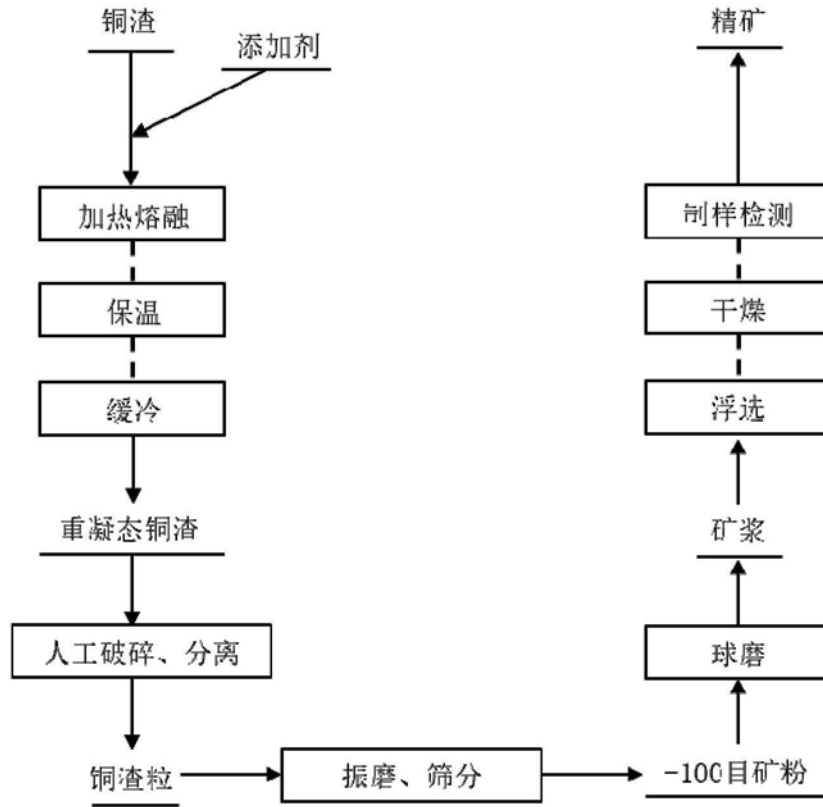 铜渣
添加剂
加热熔融
保温
缓冷
重凝态铜渣
人工破碎、分离
铜渣粒
振磨、筛分
-100目矿粉
球磨
矿浆
浮选
干燥
制样检测
精矿